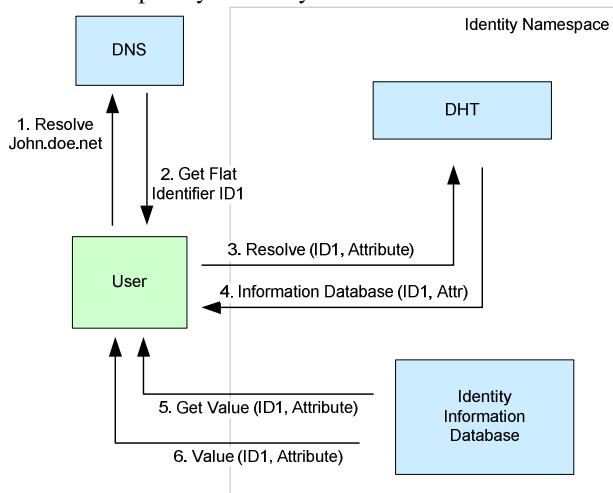 Identity Namespace
DNS
DHT
1. Resolve
John.doe.net
2. Get Flat
Identifier ID1
User
3. Resolve (ID1, Attribute)
4. Information Database (ID1, Attr)
5. Get Value (ID1, Attribute)
6. Value (ID1, Attribute)
Identity
Information
Database